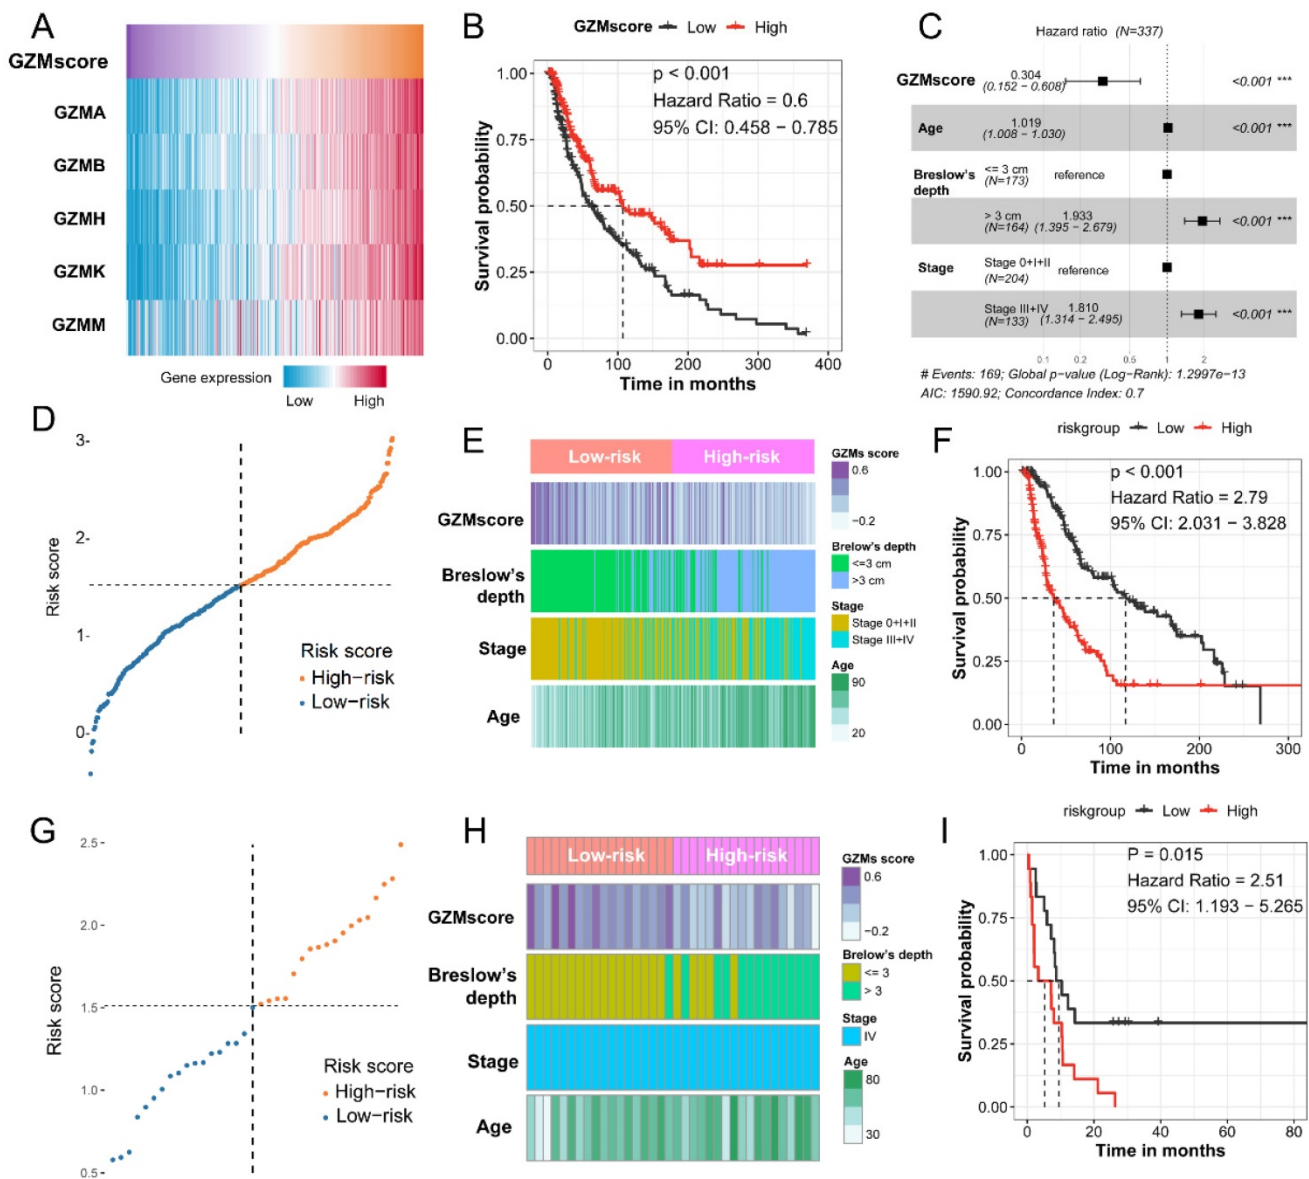 A
GZMscore
GZMA
GZMB
GZMH
GZMK
GZMM
Gene expression
Low High
B
GZMscore Low High
p < 0.001
Hazard Ratio = 0.6
95% CI: 0.458 − 0.785
Survival probability
1.00
0.75
0.50
0.25
0.00
0 100 200 300 400
Time in months
C
Hazard ratio (N=337)
GZMscore 0.304 <0.001 ***
(0.152 − 0.608)
Age 1.019 <0.001 ***
(1.008 − 1.030)
Breslow's depth <= 3 cm reference
(N=173)
> 3 cm 1.933 <0.001 ***
(N=164) (1.395 − 2.679)
Stage Stage 0+I+II reference
(N=204)
Stage III+IV 1.810 <0.001 ***
(N=133) (1.314 − 2.495)
0.1 0.2 0.5 1 2
# Events: 169; Global p-value (Log-Rank): 1.2997e-13
AIC: 1590.92; Concordance Index: 0.7
D
Risk score
3-
2-
1-
0-
Risk score
High−risk
Low−risk
E
Low-risk High-risk
GZMscore
Breslow's
depth
Stage
Age
GZMs score
0.6
−0.2
Brelow's depth
<=3 cm
>3 cm
Stage
Stage 0+I+II
Stage III+IV
Age
90
20
F
riskgroup Low High
p < 0.001
Hazard Ratio = 2.79
95% CI: 2.031 − 3.828
Survival probability
1.00
0.75
0.50
0.25
0.00
0 100 200 300
Time in months
G
Risk score
2.5-
2.0-
1.5-
1.0-
0.5-
Risk score
High−risk
Low−risk
H
Low-risk High-risk
GZMscore
Breslow's
depth
Stage
Age
GZMs score
0.6
−0.2
Brelow's depth
<= 3
> 3
Stage
IV
Age
80
30
I
riskgroup Low High
P = 0.015
Hazard Ratio = 2.51
95% CI: 1.193 − 5.265
Survival probability
1.00
0.75
0.50
0.25
0.00
0 20 40 60 80
Time in months